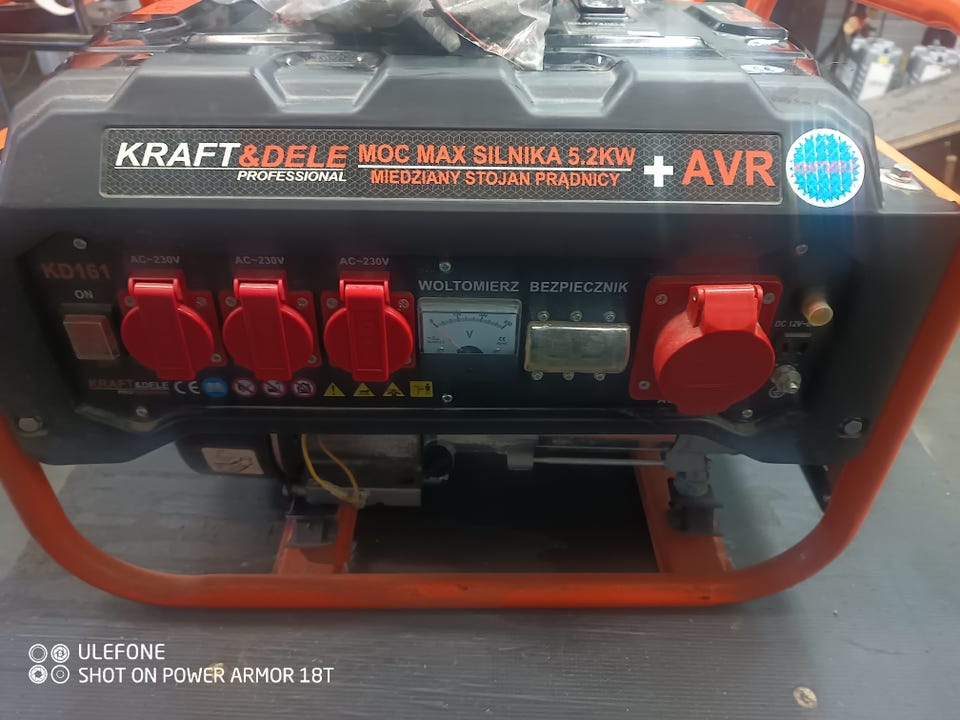 KRAFT&DELE
PROFESSIONAL
MOC MAX SILNIKA 5.2KW
MIEDZIANY STOJAN PRĄDNICY
+ AVR
KD161
ON
AC~230V
AC~230V
AC~230V
WOLTOMIERZ
BEZPIECZNIK
V
DC 12V
KRAFT&DELE
PROFESSIONAL
CE
ULEFONE
SHOT ON POWER ARMOR 18T